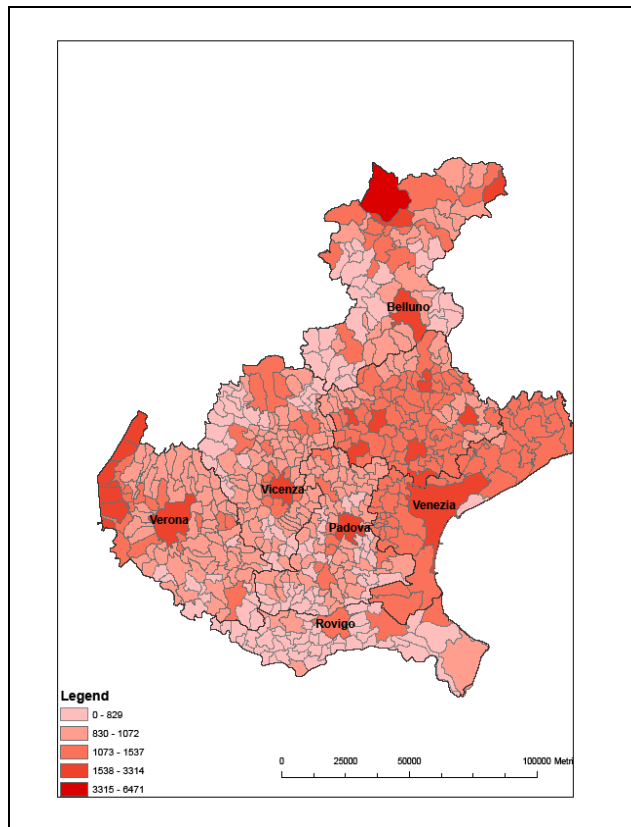 Belluno
Vicenza
Venezia
Verona
Padova
Rovigo
Legend
0 - 829
830 - 1072
1073 - 1537
1538 - 3314
3315 - 6471
0 25000 50000 100000 Metri